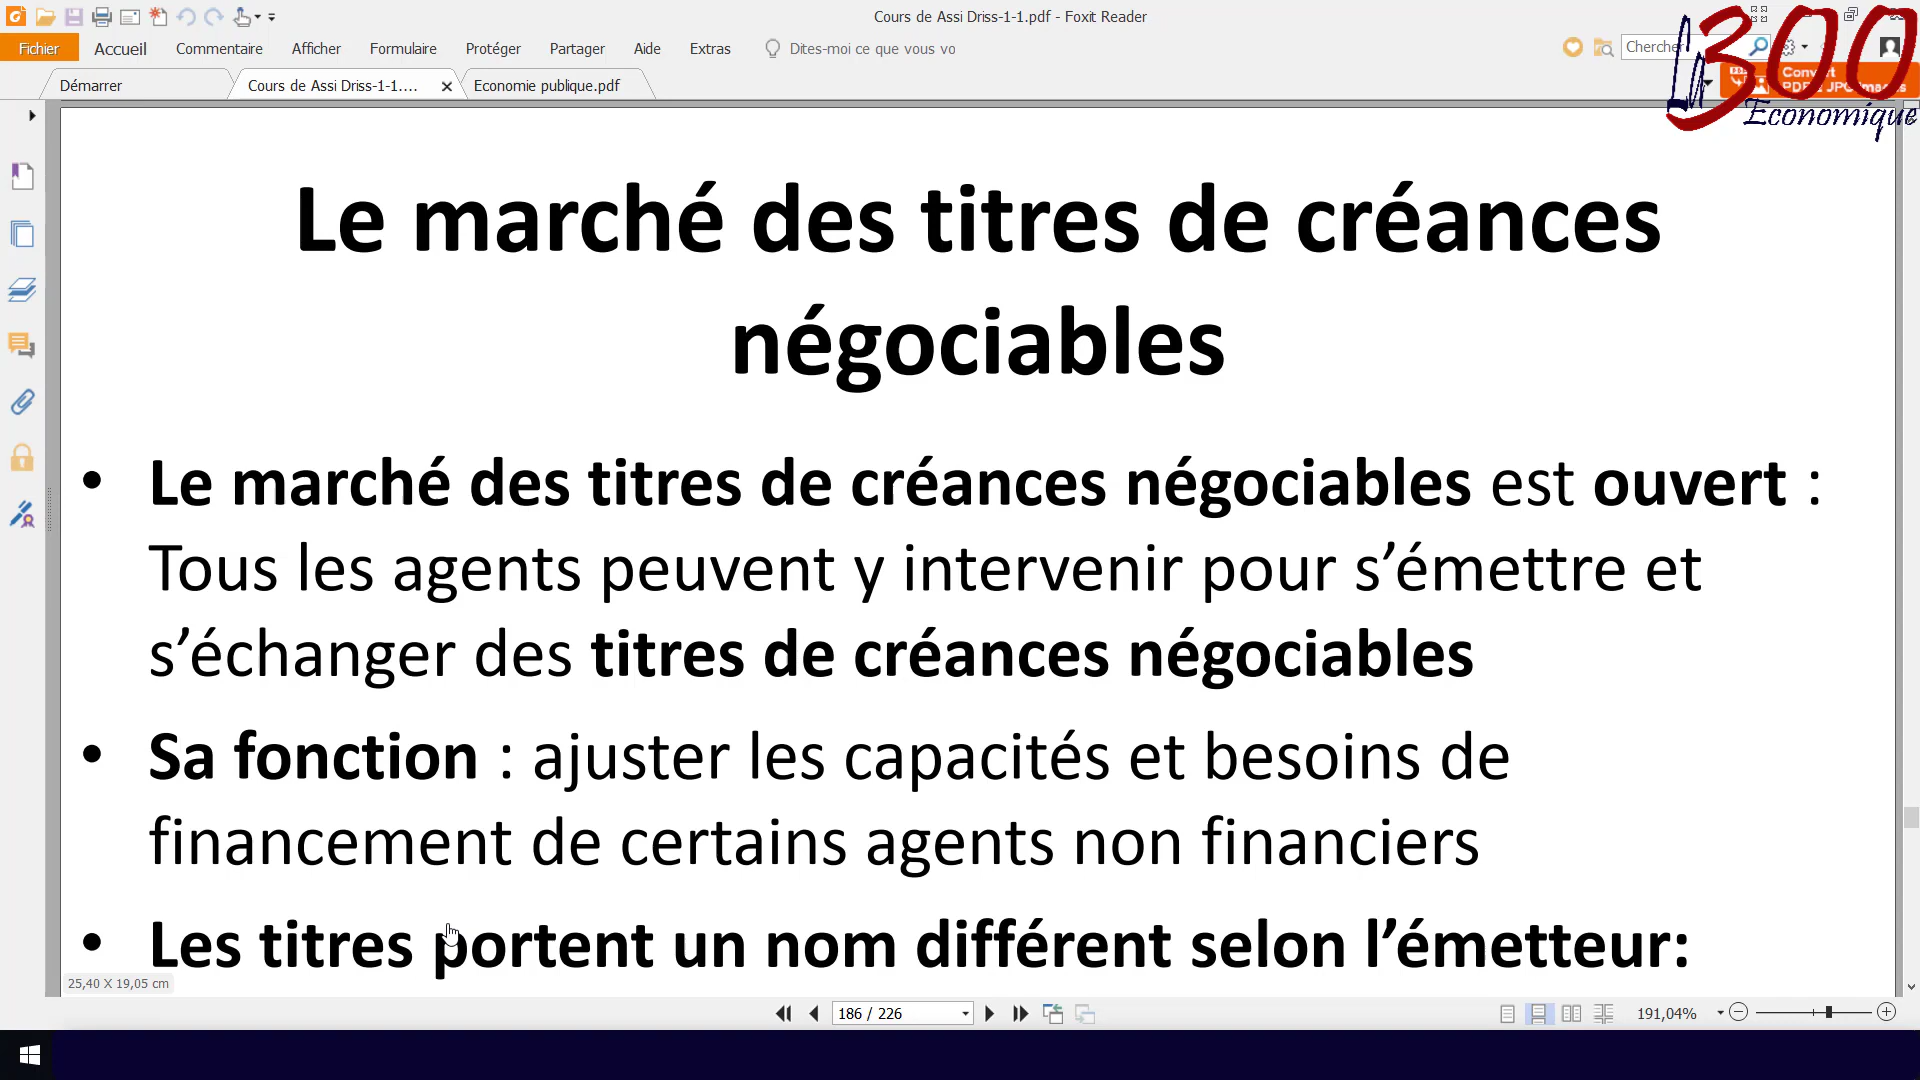 Cours de Assi Driss-1-1.pdf - Foxit Reader
Fichier Accueil Commentaire Afficher Formulaire Protéger Partager Aide Extras Dites-moi ce que vous vo
Démarrer Cours de Assi Driss-1-1.... Economie publique.pdf
300
Economique
Le marché des titres de créances
négociables
• Le marché des titres de créances négociables est ouvert :
Tous les agents peuvent y intervenir pour s’émettre et
s’échanger des titres de créances négociables
• Sa fonction : ajuster les capacités et besoins de
financement de certains agents non financiers
• Les titres portent un nom différent selon l’émetteur:
25,40 X 19,05 cm
186 / 226
191,04%